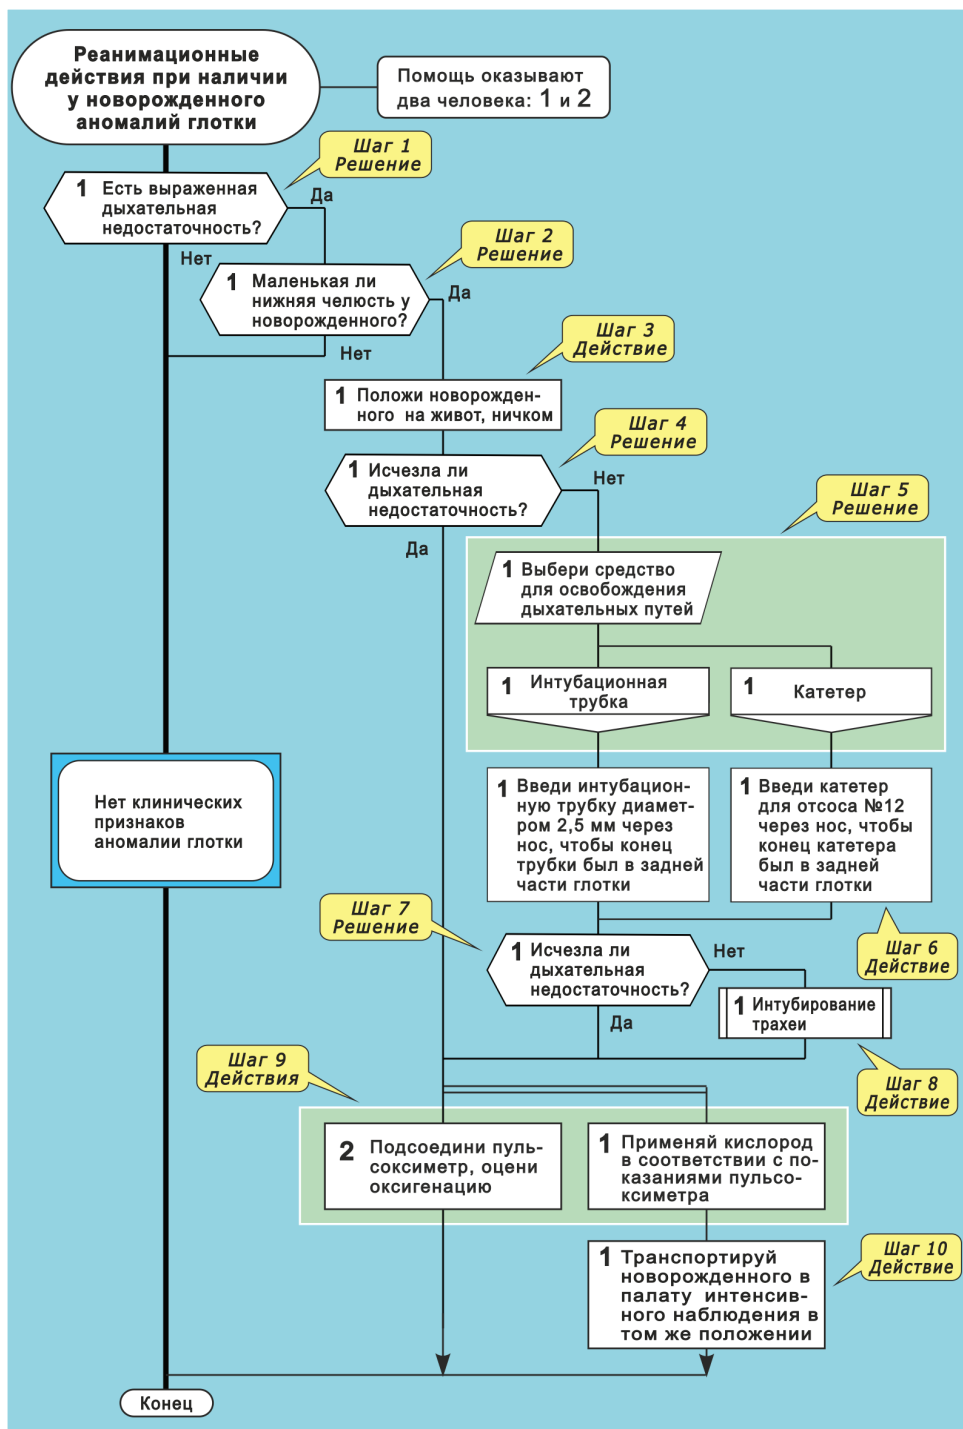 Реанимационные
действия при наличии
у новорожденного
аномалий глотки
Помощь оказывают
два человека: 1 и 2
Шаг 1
Решение
1 Есть выраженная
дыхательная
недостаточность?
Да
Нет
Шаг 2
Решение
1 Маленькая ли
нижняя челюсть у
новорожденного?
Да
Нет
Шаг 3
Действие
1 Положи новорожден-
ного на живот, ничком
Шаг 4
Решение
1 Исчезла ли
дыхательная
недостаточность?
Нет
Да
Шаг 5
Решение
1 Выбери средство
для освобождения
дыхательных путей
1 Интубационная
трубка
1 Катетер
Нет клинических
признаков
аномалии глотки
1 Введи интубацион-
ную трубку диамет-
ром 2,5 мм через
нос, чтобы конец
трубки был в задней
части глотки
1 Введи катетер
для отсоса №12
через нос, чтобы
конец катетера
был в задней
части глотки
Шаг 6
Действие
Шаг 7
Решение
1 Исчезла ли
дыхательная
недостаточность?
Нет
Да
1 Интубирование
трахеи
Шаг 8
Действие
Шаг 9
Действия
2 Подсоедини пуль-
соксиметр, оцени
оксигенацию
1 Применяй кислород
в соответствии с по-
казаниями пульсо-
ксиметра
Шаг 10
Действие
1 Транспортируй
новорожденного в
палату интенсив-
ного наблюдения в
том же положении
Конец